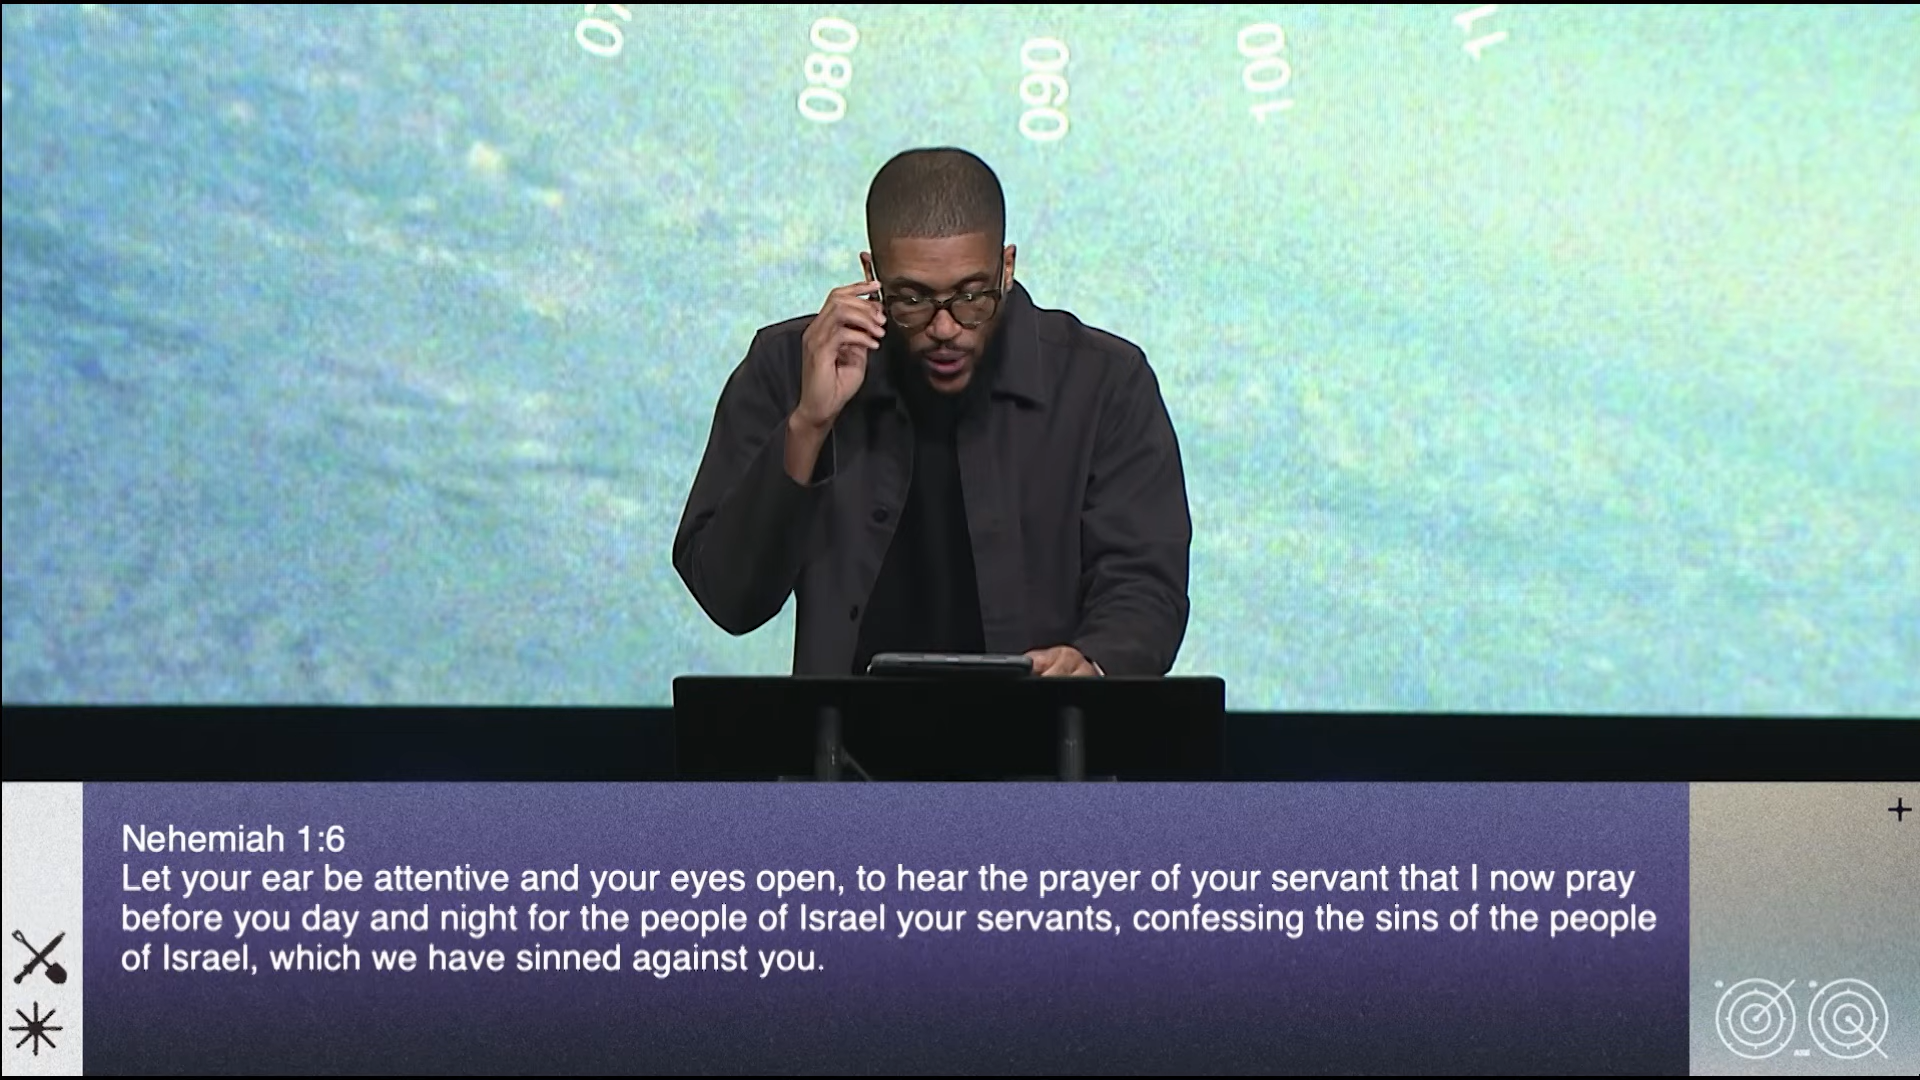 080
090
100
Nehemiah 1:6
Let your ear be attentive and your eyes open, to hear the prayer of your servant that I now pray
before you day and night for the people of Israel your servants, confessing the sins of the people
of Israel, which we have sinned against you.